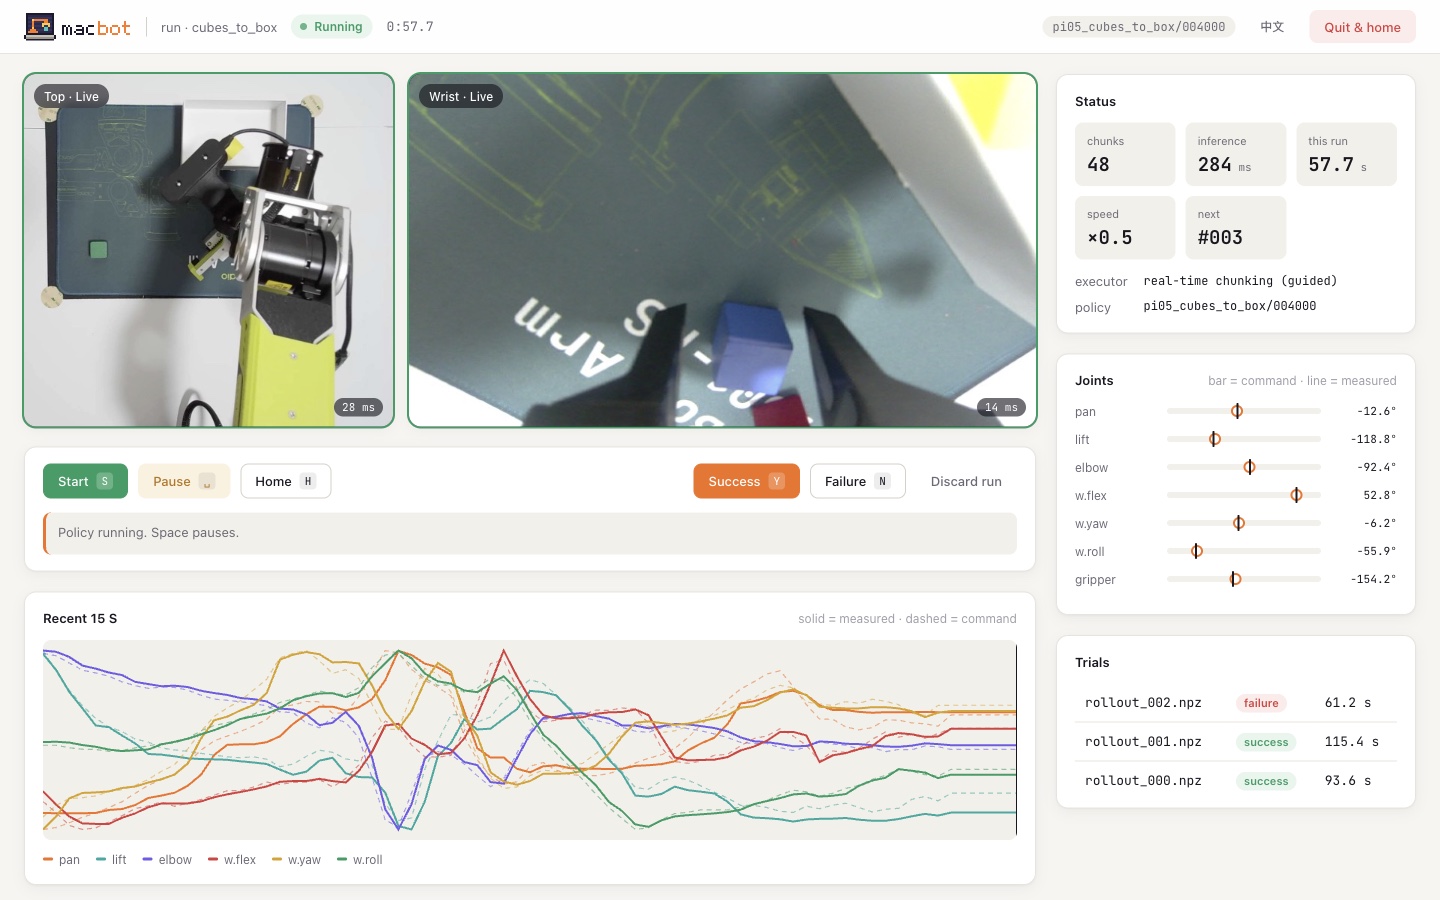 macbot
run · cubes_to_box
Running
0:57.7
pi05_cubes_to_box/004000
中文
Quit & home
Top · Live
28 ms
Wrist · Live
Arm
14 ms
Start S
Pause ␣
Home H
Success Y
Failure N
Discard run
Policy running. Space pauses.
Recent 15 S
solid = measured · dashed = command
pan
lift
elbow
w.flex
w.yaw
w.roll
Status
chunks
48
inference
284 ms
this run
57.7 s
speed
×0.5
next
#003
executor real-time chunking (guided)
policy pi05_cubes_to_box/004000
Joints
bar = command · line = measured
pan -12.6°
lift -118.8°
elbow -92.4°
w.flex 52.8°
w.yaw -6.2°
w.roll -55.9°
gripper -154.2°
Trials
rollout_002.npz failure 61.2 s
rollout_001.npz success 115.4 s
rollout_000.npz success 93.6 s